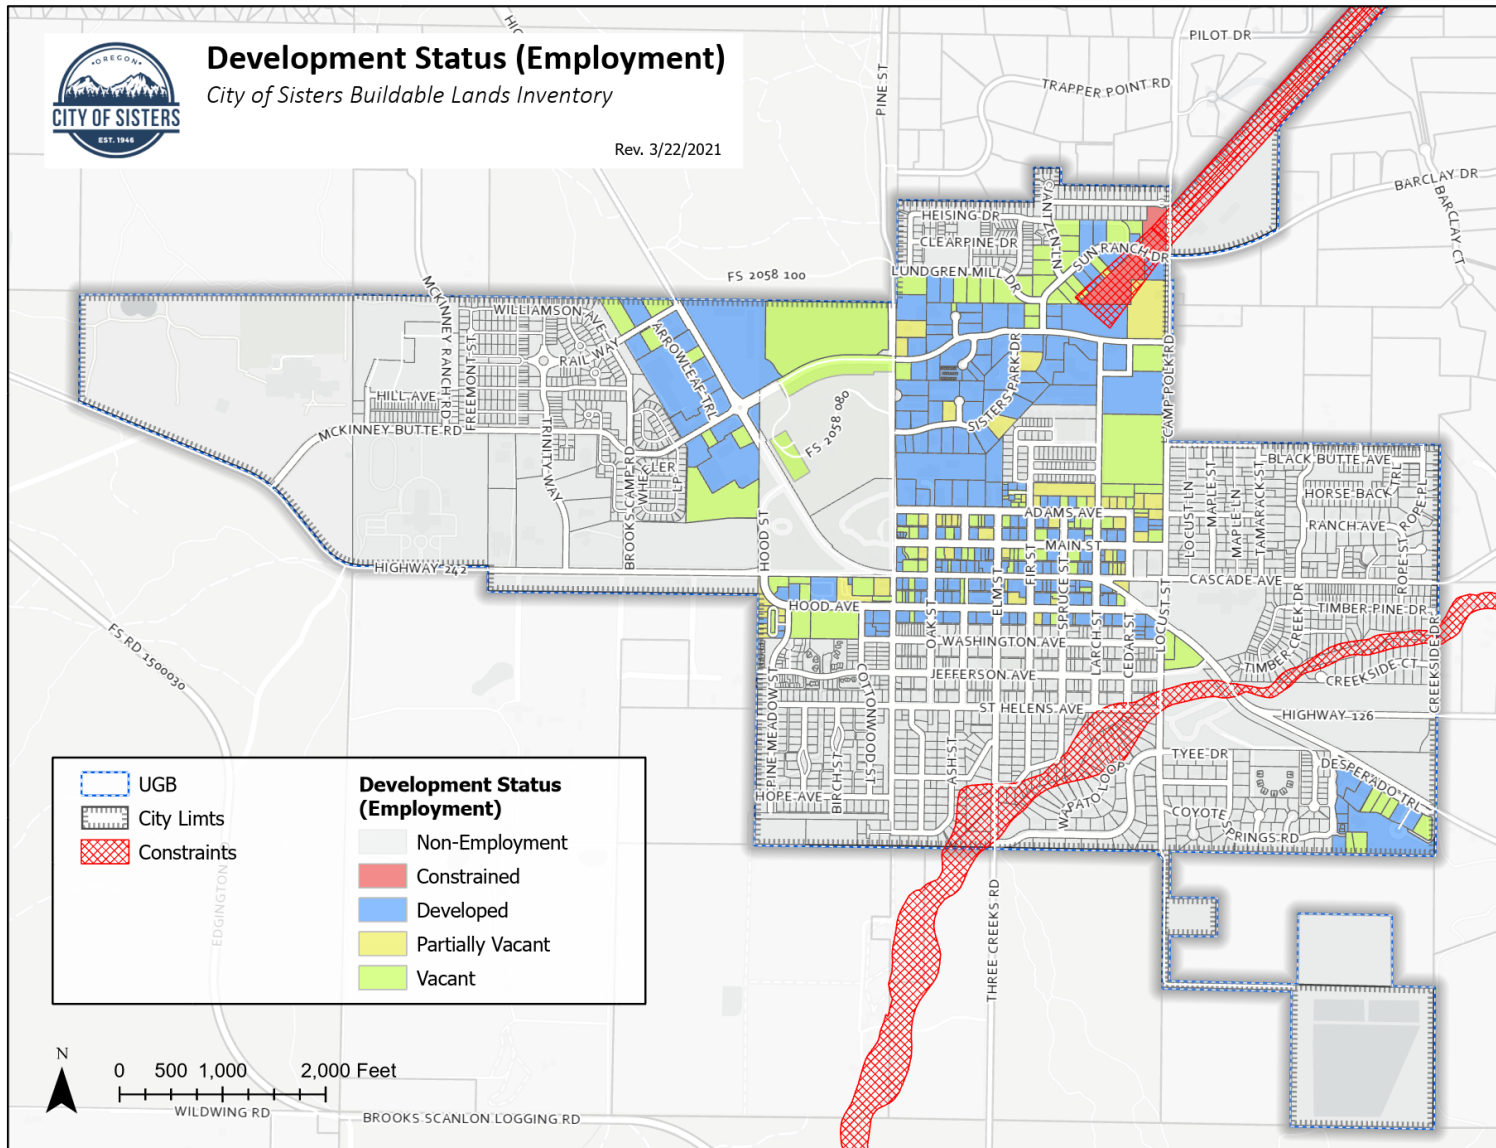 Development Status (Employment)
City of Sisters Buildable Lands Inventory
Rev. 3/22/2021
OREGON
CITY OF SISTERS
EST. 1946
PILOT DR
TRAPPER POINT RD
PINE ST
BARCLAY DR
BARCLAY CT
JANTZEN LN
HEISING DR
CLEARPINE DR
SUN RANCH DR
LUNDGREN MILL DR
FS 2058 100
MCKINNEY RANCH RD
WILLIAMSON AVE
RAIL WAY
ARROWLEAF TRL
FREEMONT ST
HILL AVE
MCKINNEY BUTTE RD
TRINITY WAY
BROOKS CAMP RD
WHEELER LP
FS 2058 080
SISTERS PARK DR
CAMP POLK RD
BLACK BUTTE AVE
HORSE BACK TRL
RANCH AVE
ROPE PL
ROPE ST
LOCUST LN
MAPLE ST
MAPLE LN
TAMARACK ST
ADAMS AVE
MAIN ST
CASCADE AVE
HOOD ST
HIGHWAY 242
HOOD AVE
OAK ST
ELM ST
FIR ST
SPRUCE ST
LARCH ST
CEDAR ST
LOCUST ST
WASHINGTON AVE
JEFFERSON AVE
ST HELENS AVE
TIMBER PINE DR
TIMBER CREEK DR
CREEKSIDE CT
CREEKSIDE DR
HIGHWAY 126
FS RD 1500030
PINE MEADOW ST
BIRCH ST
COTTONWOOD ST
ASH ST
HOPE AVE
WAPATO LOOP
TYEE DR
DESPERADO TRL
COYOTE SPRINGS RD
THREE CREEKS RD
EDGINGTON
UGB
City Limts
Constraints
Development Status
(Employment)
Non-Employment
Constrained
Developed
Partially Vacant
Vacant
N
0 500 1,000 2,000 Feet
WILDWING RD
BROOKS SCANLON LOGGING RD